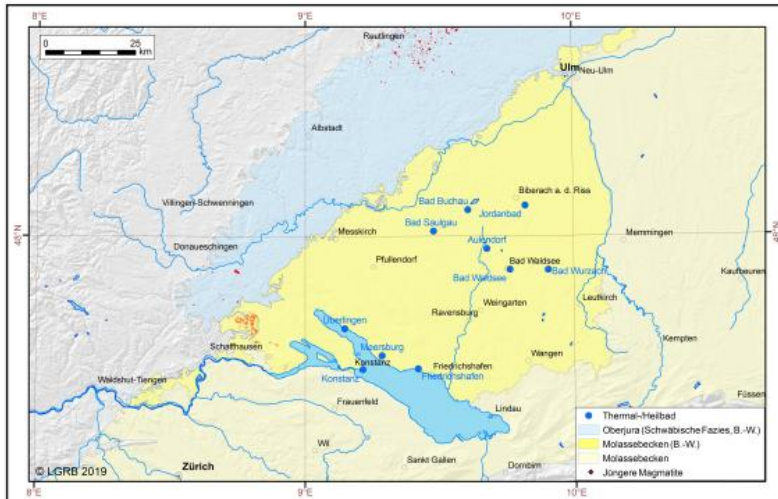 8°E 9°E 10°E
0 25
km
Reutlingen
Ulm
Neu-Ulm
Albstadt
Villingen-Schwenningen
Biberach a. d. Riss
Bad Buchau
Jordanbad
Bad Saulgau
Messkirch
Donaueschingen
Aulendorf
Memmingen
48°N 48°N
Pfullendorf
Bad Waldsee
Bad Waldsee
Bad Wurzach
Kaufbeuren
Weingarten
Leutkirch
Ravensburg
Überlingen
Schaffhausen
Kempten
Meersburg
Wangen
Konstanz
Friedrichshafen
Konstanz
Friedrichshafen
Waldshut-Tiengen
Füssen
Frauenfeld
Lindau
Thermal-/Heilbad
Oberjura (Schwäbische Fazies, B.-W.)
Molassebecken (B.-W.)
Molassebecken
Jüngere Magmatite
Wil
Zürich
Sankt Gallen
Dornbirn
© LGRB 2019
8°E 9°E 10°E